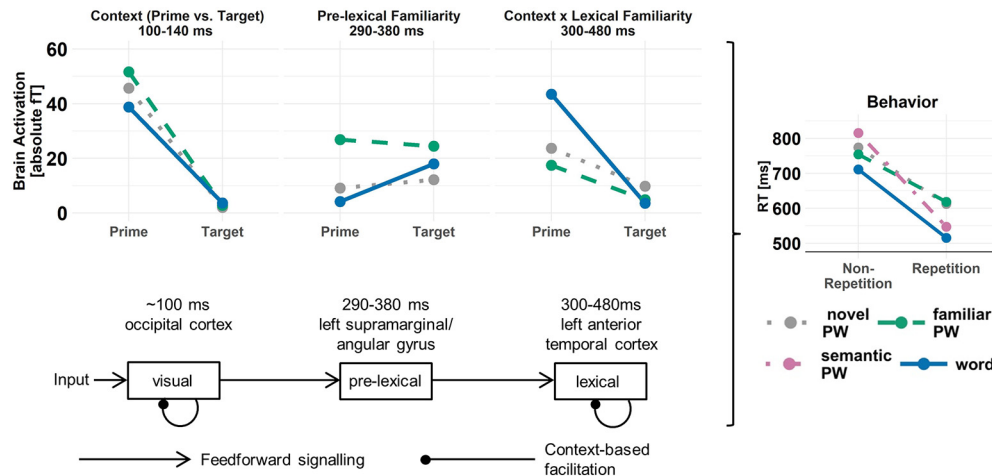 Context (Prime vs. Target)
100-140 ms
Pre-lexical Familiarity
290-380 ms
Context x Lexical Familiarity
300-480 ms
Brain Activation
[absolute fT]
60
40
20
0
Prime
Target
Prime
Target
Prime
Target
Behavior
RT [ms]
800
700
600
500
Non-
Repetition
Repetition
novel
PW
familiar
PW
semantic
PW
word
~100 ms
occipital cortex
290-380 ms
left supramarginal/
angular gyrus
300-480ms
left anterior
temporal cortex
Input
visual
pre-lexical
lexical
Feedforward signalling
Context-based
facilitation